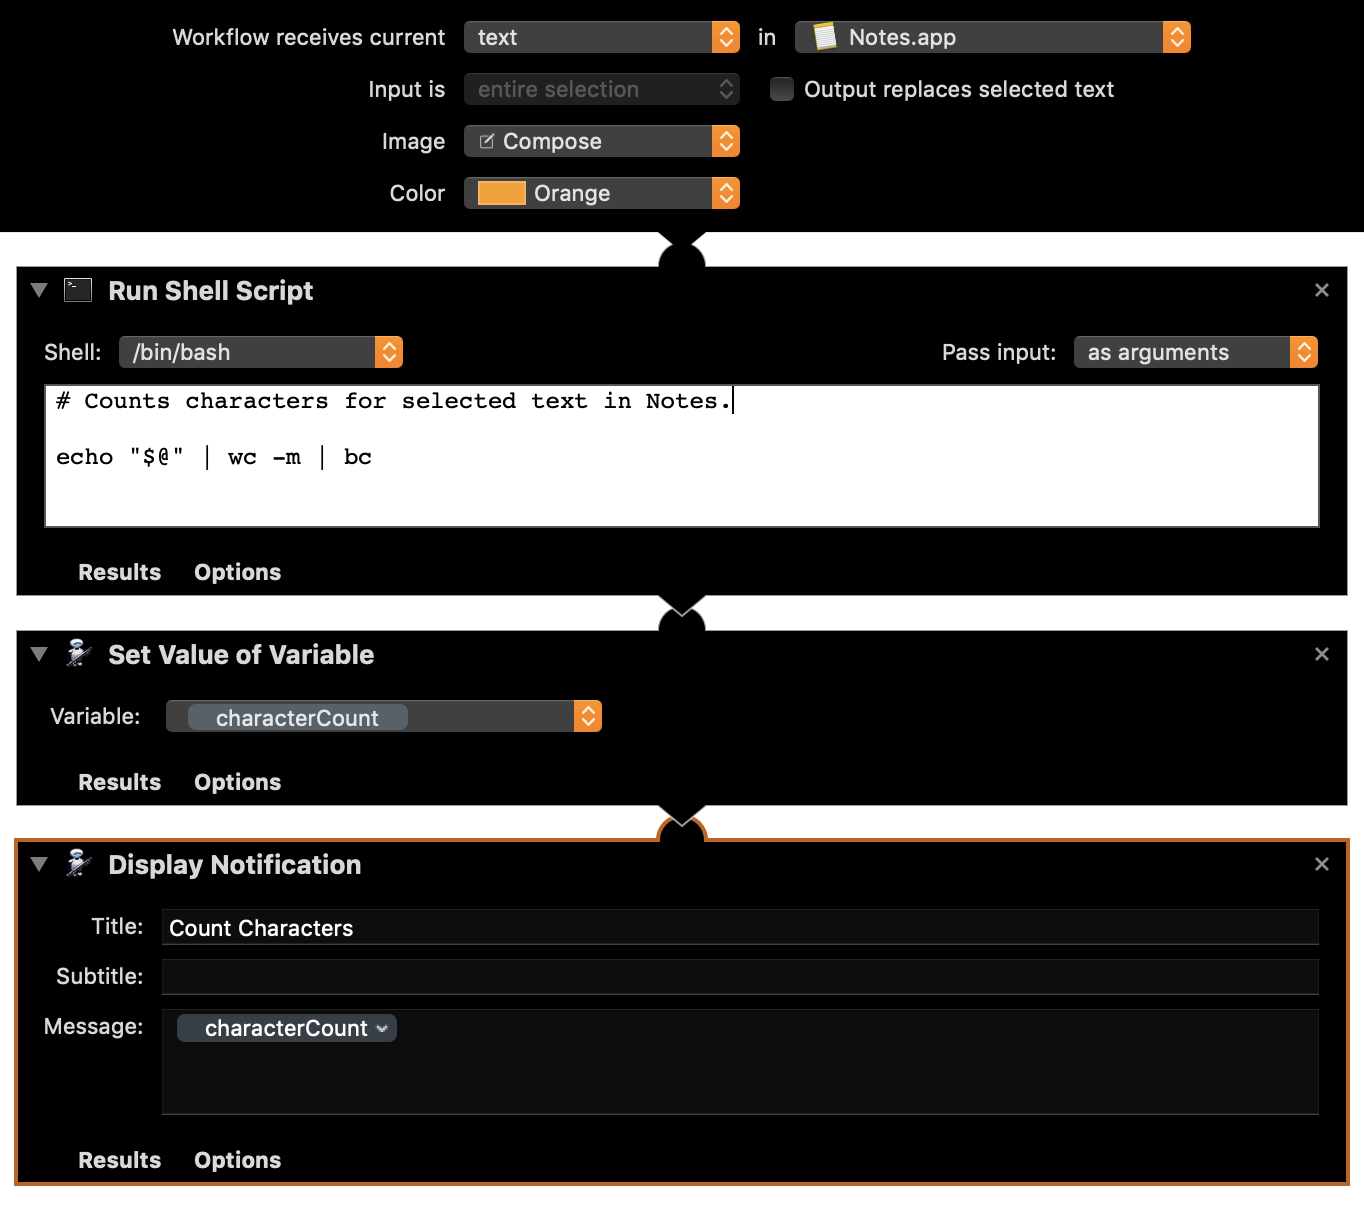 Workflow receives current text in Notes.app
Input is entire selection Output replaces selected text
Image Compose
Color Orange
Run Shell Script
Shell: /bin/bash Pass input: as arguments
# Counts characters for selected text in Notes.
echo "$@" | wc -m | bc
Results Options
Set Value of Variable
Variable: characterCount
Results Options
Display Notification
Title: Count Characters
Subtitle:
Message: characterCount
Results Options